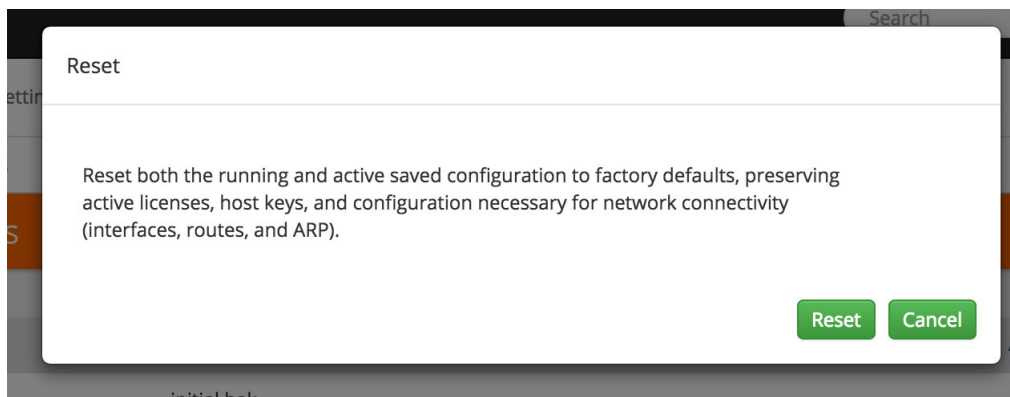 Search
Reset
ettin
Reset both the running and active saved configuration to factory defaults, preserving
active licenses, host keys, and configuration necessary for network connectivity
(interfaces, routes, and ARP).
S
Reset Cancel